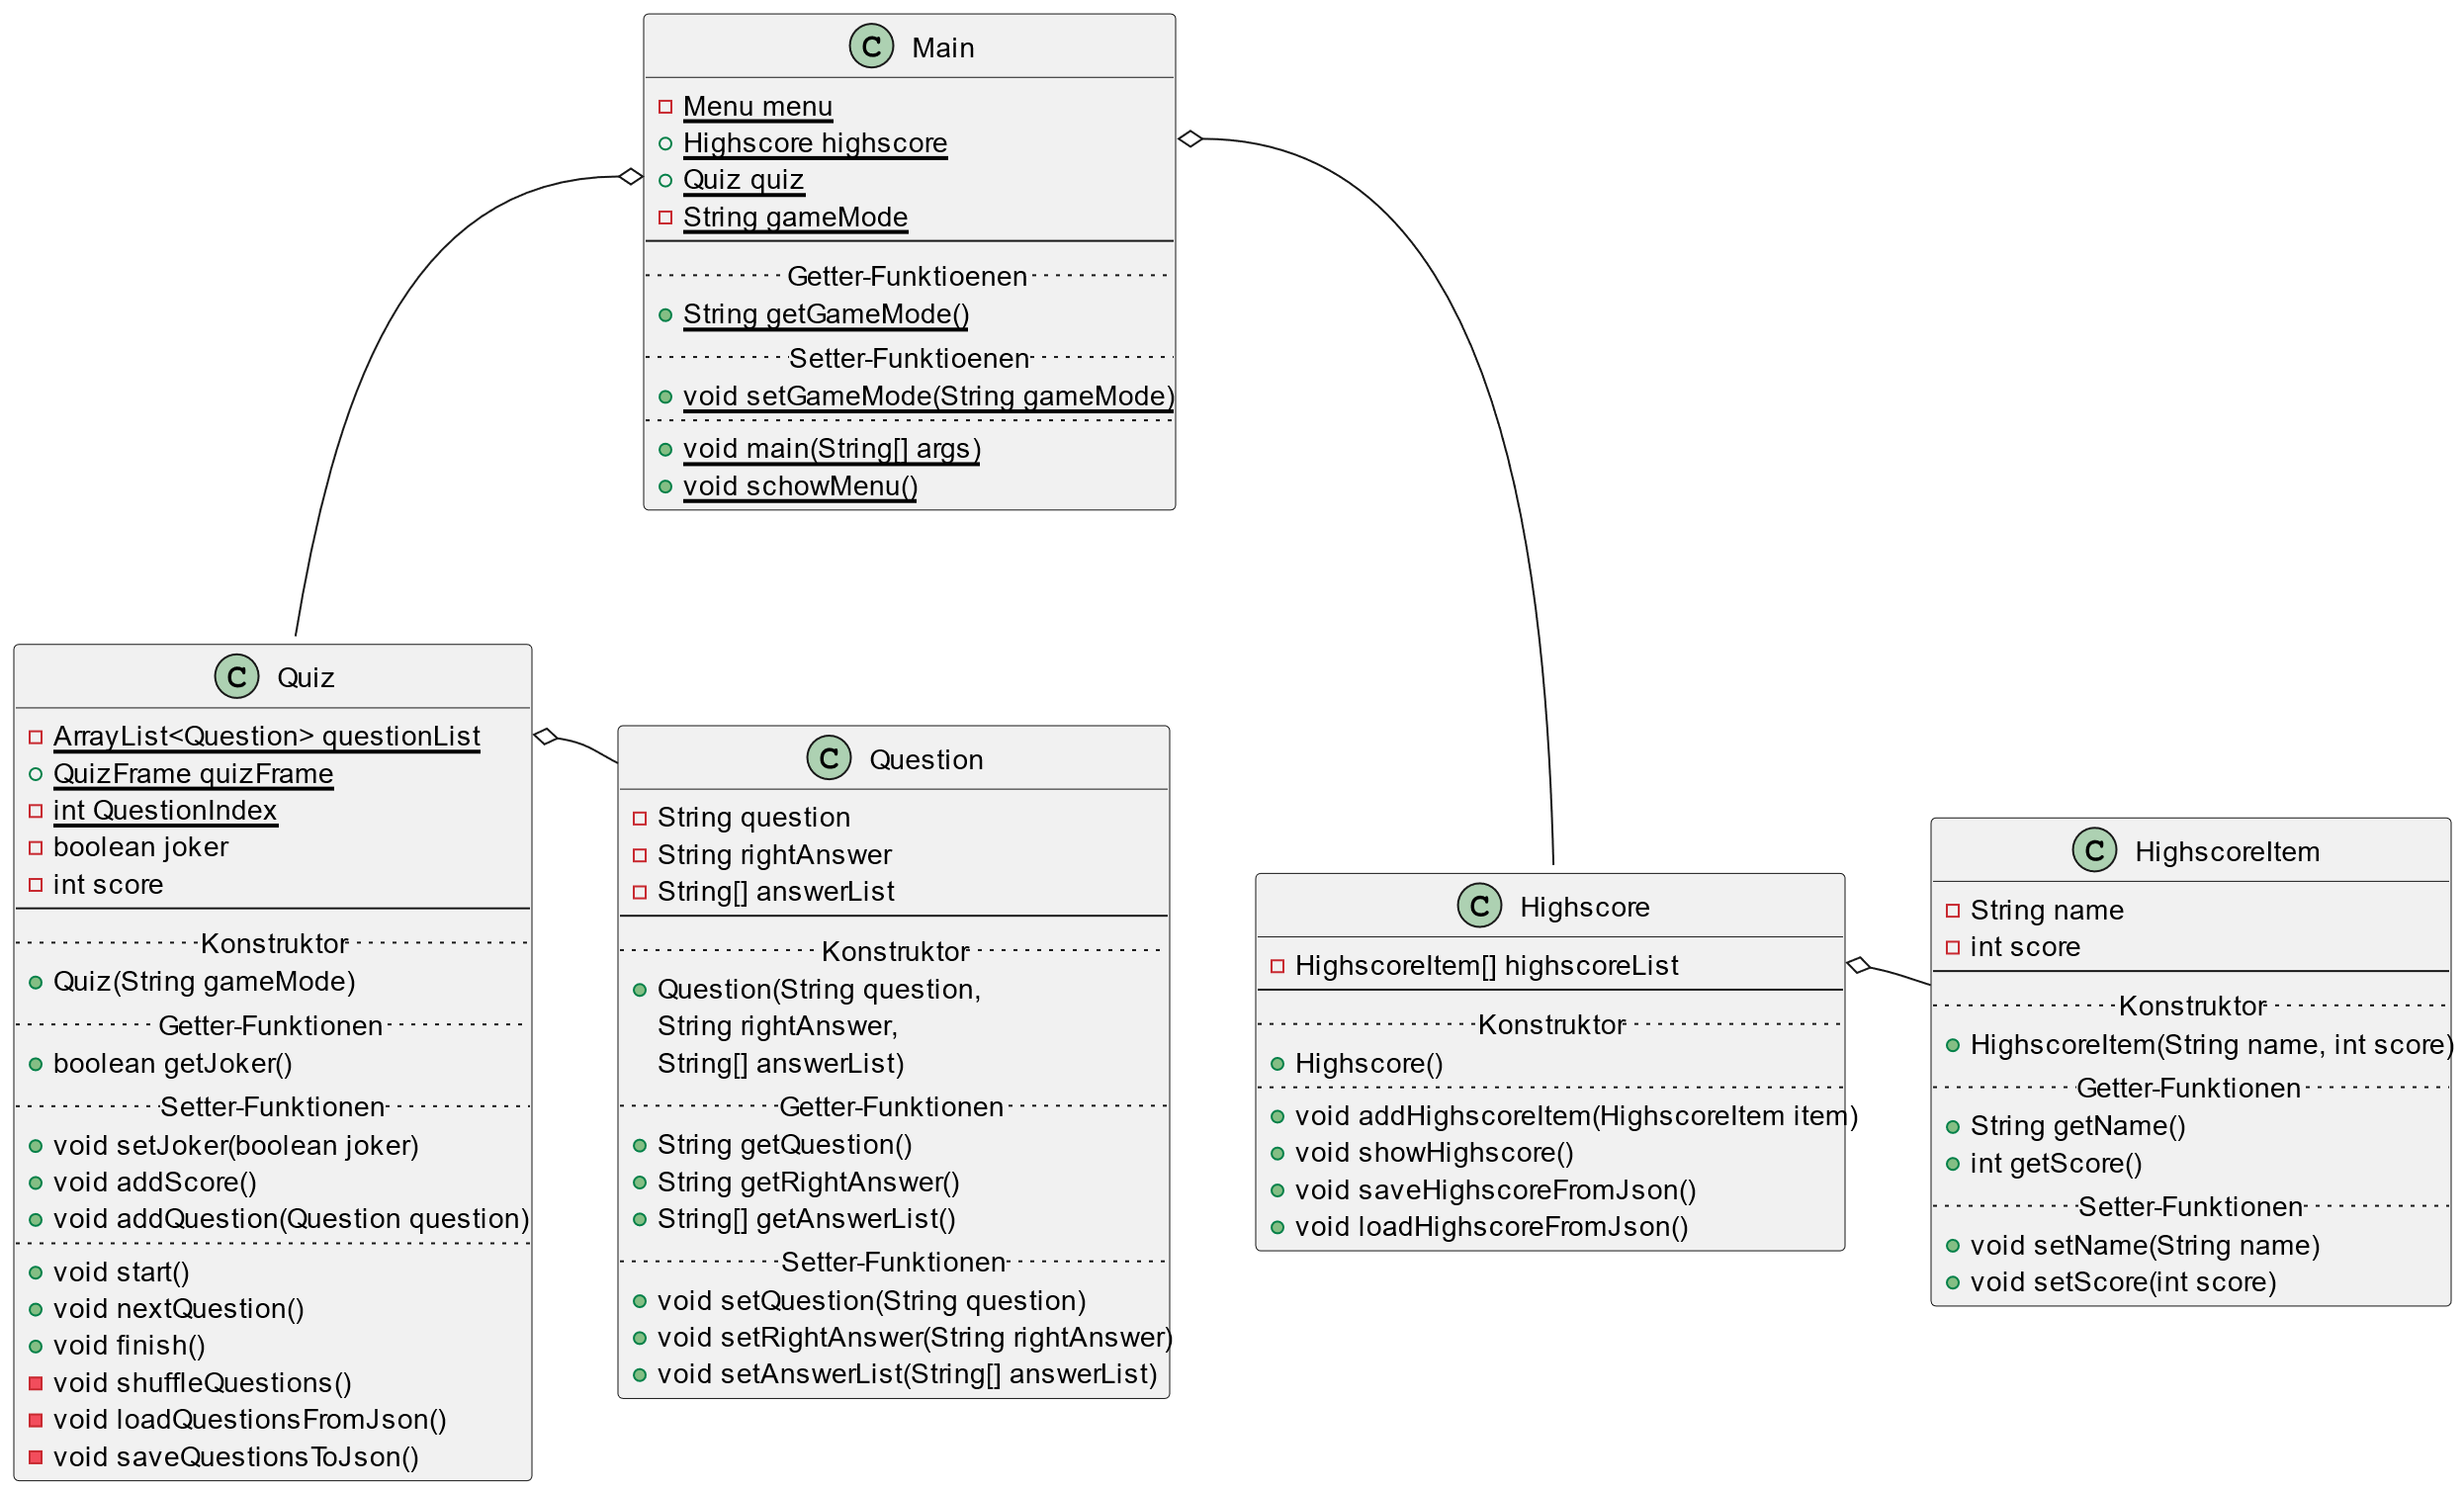 C Main
Menu menu
Highscore highscore
Quiz quiz
String gameMode
Getter-Funktioenen
String getGameMode()
Setter-Funktioenen
void setGameMode(String gameMode)
void main(String[] args)
void schowMenu()
C Quiz
ArrayList<Question> questionList
QuizFrame quizFrame
int QuestionIndex
boolean joker
int score
Konstruktor
Quiz(String gameMode)
Getter-Funktionen
boolean getJoker()
Setter-Funktionen
void setJoker(boolean joker)
void addScore()
void addQuestion(Question question)
void start()
void nextQuestion()
void finish()
void shuffleQuestions()
void loadQuestionsFromJson()
void saveQuestionsToJson()
C Question
String question
String rightAnswer
String[] answerList
Konstruktor
Question(String question,
String rightAnswer,
String[] answerList)
Getter-Funktionen
String getQuestion()
String getRightAnswer()
String[] getAnswerList()
Setter-Funktionen
void setQuestion(String question)
void setRightAnswer(String rightAnswer)
void setAnswerList(String[] answerList)
C Highscore
HighscoreItem[] highscoreList
Konstruktor
Highscore()
void addHighscoreItem(HighscoreItem item)
void showHighscore()
void saveHighscoreFromJson()
void loadHighscoreFromJson()
C HighscoreItem
String name
int score
Konstruktor
HighscoreItem(String name, int score)
Getter-Funktionen
String getName()
int getScore()
Setter-Funktionen
void setName(String name)
void setScore(int score)